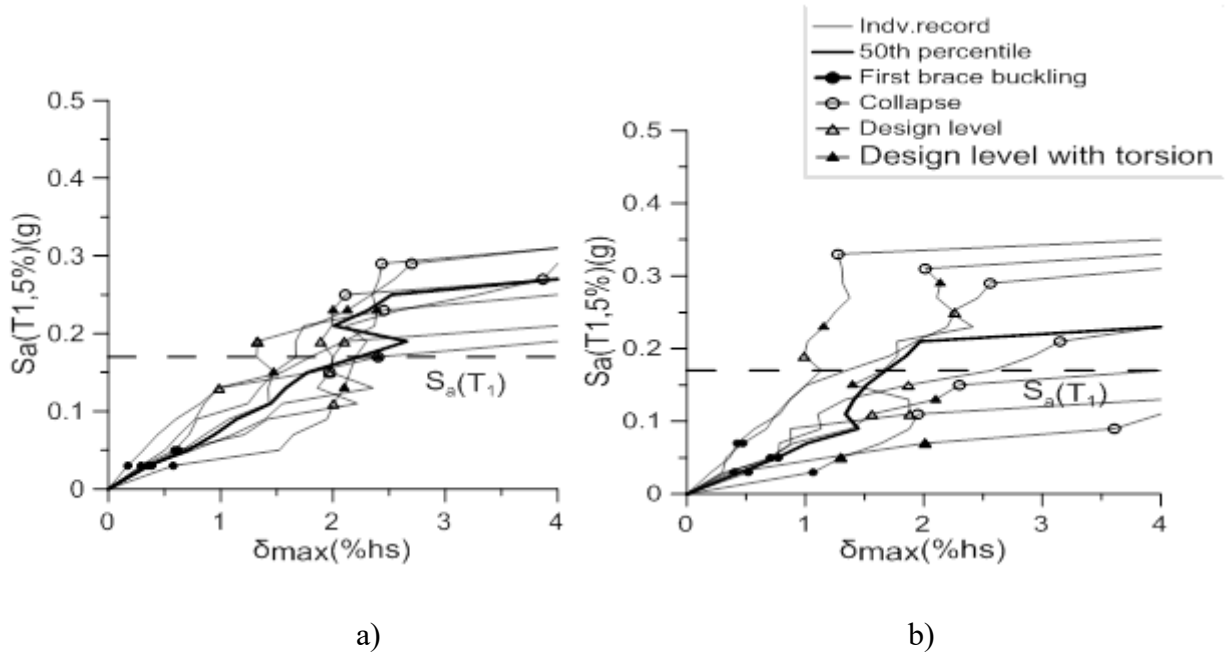 Indv.record
50th percentile
First brace buckling
Collapse
Design level
Design level with torsion
0.5
0.4
0.3
0.2
0.1
0
Sa(T1,5%)(g)
Sa(T1)
0 1 2 3 4
δmax(%hs)
a)
0.5
0.4
0.3
0.2
0.1
0
Sa(T1,5%)(g)
Sa(T1)
0 1 2 3 4
δmax(%hs)
b)